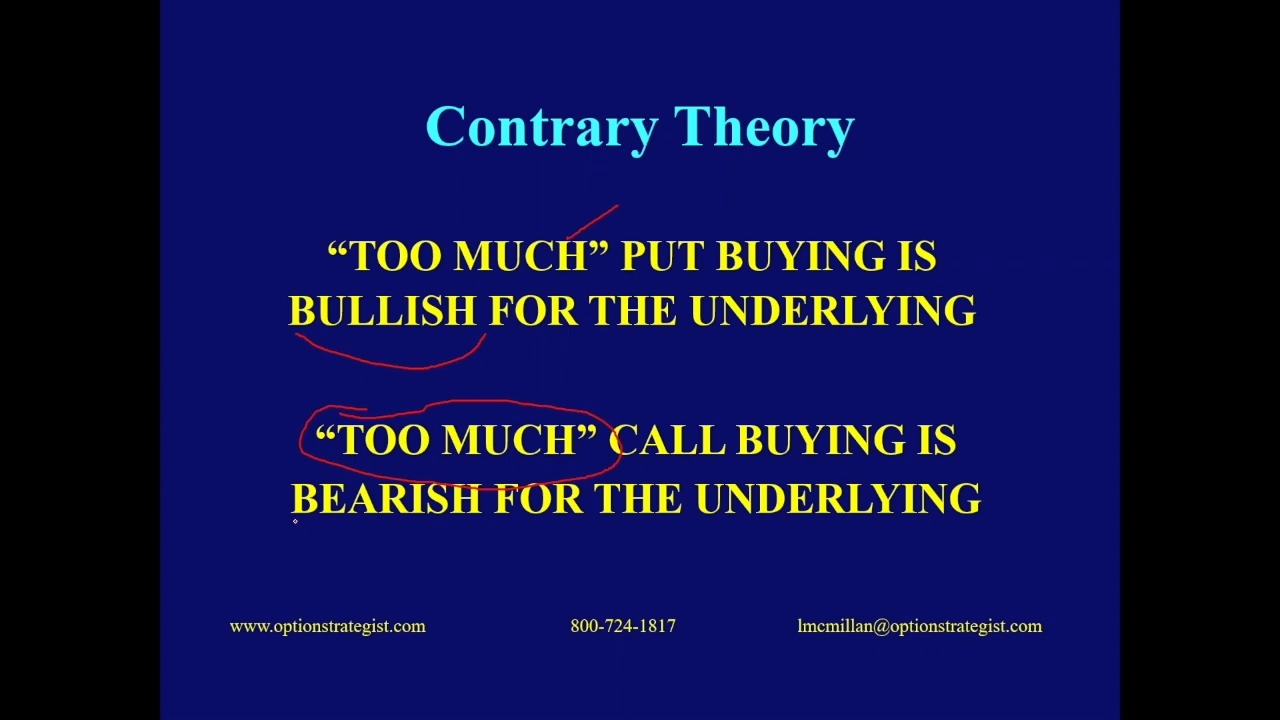 Contrary Theory
“TOO MUCH” PUT BUYING IS
BULLISH FOR THE UNDERLYING
“TOO MUCH” CALL BUYING IS
BEARISH FOR THE UNDERLYING
www.optionstrategist.com 800-724-1817 lmcmillan@optionstrategist.com